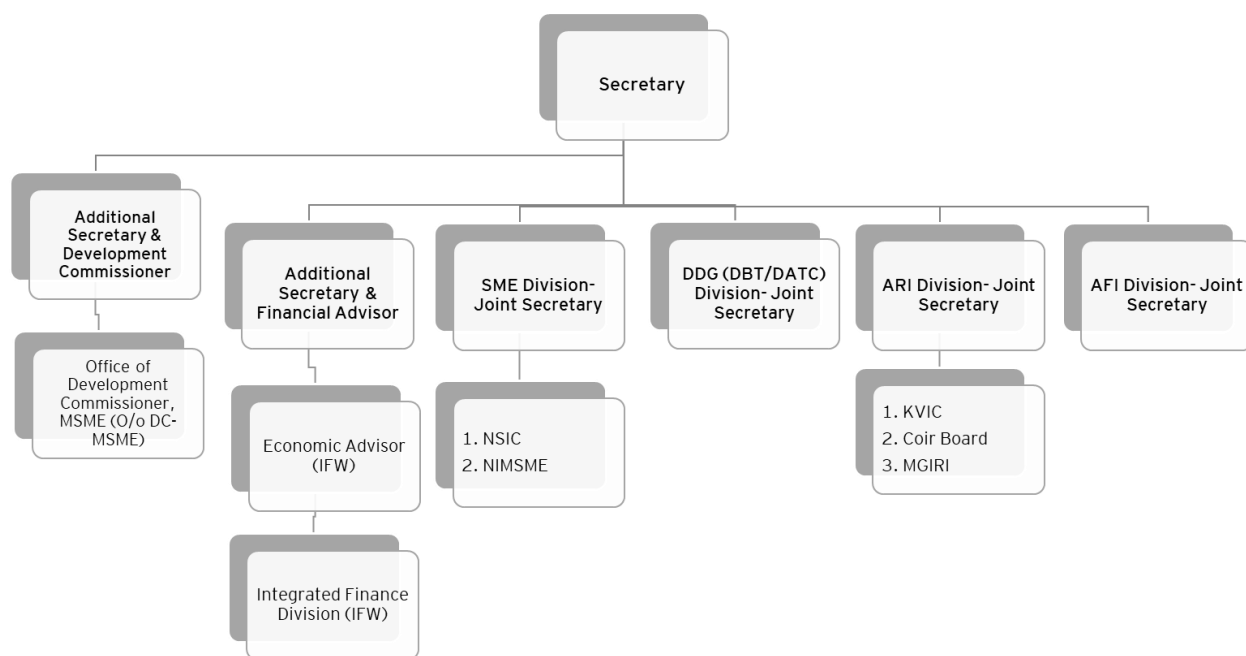 Secretary
Additional
Secretary &
Development
Commissioner
Additional
Secretary &
Financial Advisor
SME Division-
Joint Secretary
DDG (DBT/DATC)
Division- Joint
Secretary
ARI Division- Joint
Secretary
AFI Division- Joint
Secretary
Office of
Development
Commissioner,
MSME (O/o DC-
MSME)
Economic Advisor
(IFW)
1. NSIC
2. NIMSME
1. KVIC
2. Coir Board
3. MGIRI
Integrated Finance
Division (IFW)